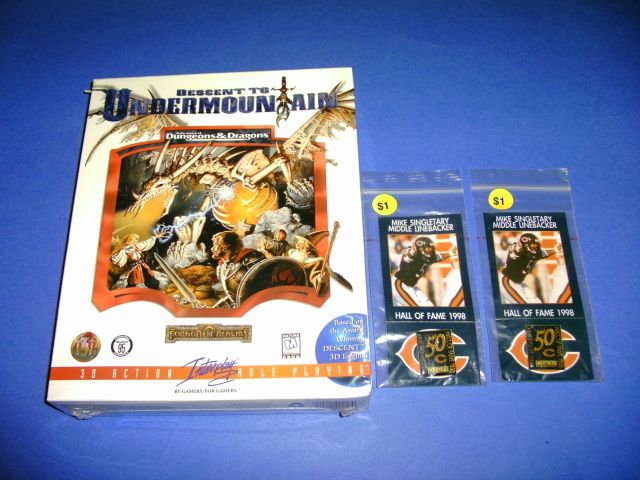 DESCENT TO
UNDERMOUNTAIN
Dungeons & Dragons
FORGOTTEN REALMS
95
Based on
the Award
Winning
DESCENT
3D Engine
3D ACTION ROLE PLAYING
Interplay
BY GAMERS. FOR GAMERS.
$1
MIKE SINGLETARY
MIDDLE LINEBACKER
HALL OF FAME 1998
50
$1
MIKE SINGLETARY
MIDDLE LINEBACKER
HALL OF FAME 1998
50